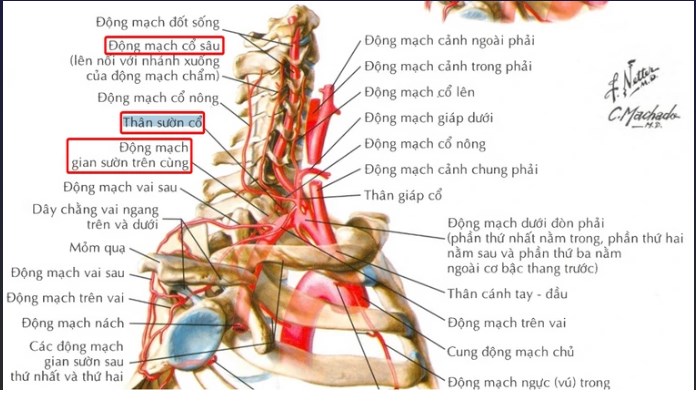 Động mạch đốt sống
Động mạch cổ sâu
(lên nối với nhánh xuống
của động mạch chẩm)
Động mạch cổ nông
Thân sườn cổ
Động mạch
gian sườn trên cùng
Động mạch vai sau
Dây chằng vai ngang
trên và dưới
Mỏm quạ
Động mạch vai sau
Động mạch trên vai
Động mạch nách
Các động mạch
gian sườn sau
thứ nhất và thứ hai
Động mạch cảnh ngoài phải
Động mạch cảnh trong phải
Động mạch cổ lên
Động mạch giáp dưới
Động mạch cổ nông
Động mạch cảnh chung phải
Thân giáp cổ
Động mạch dưới đòn phải
(phần thứ nhất nằm trong, phần thứ hai
nằm sau và phần thứ ba nằm
ngoài cơ bậc thang trước)
Thân cánh tay - đầu
Động mạch trên vai
Cung động mạch chủ
Động mạch ngực (vú) trong
F. Netter
M.D.
C. Machado
M.D.